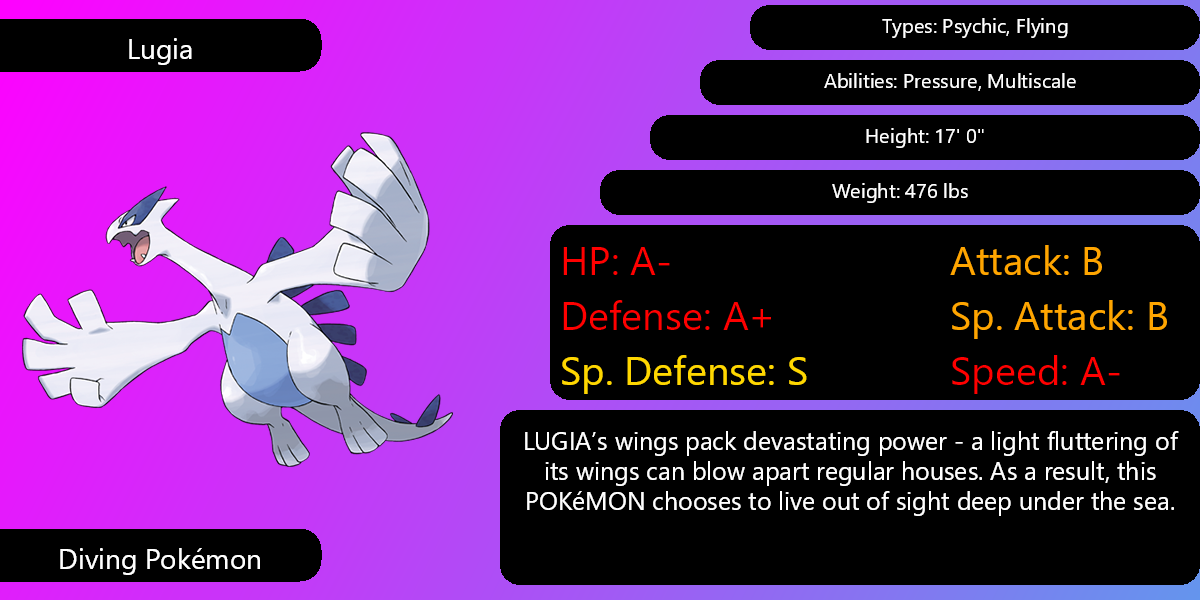 Lugia
Types: Psychic, Flying
Abilities: Pressure, Multiscale
Height: 17' 0"
Weight: 476 lbs
HP: A-
Attack: B
Defense: A+
Sp. Attack: B
Sp. Defense: S
Speed: A-
LUGIA’s wings pack devastating power - a light fluttering of
its wings can blow apart regular houses. As a result, this
POKéMON chooses to live out of sight deep under the sea.
Diving Pokémon